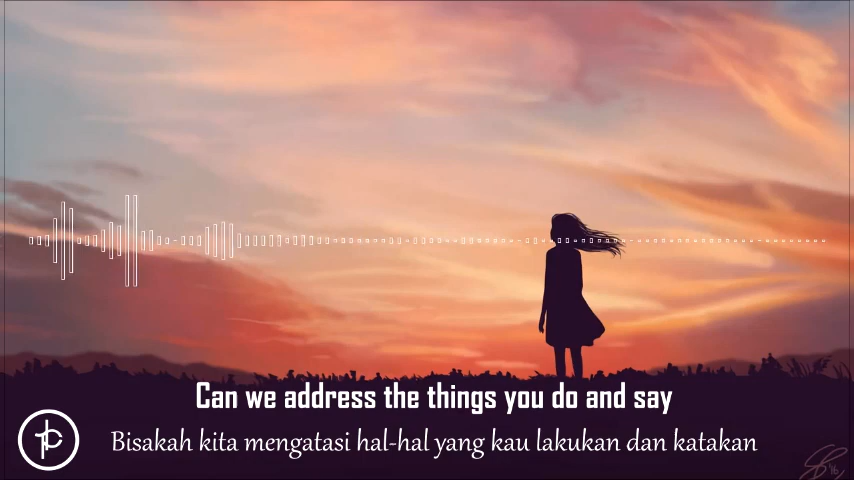 Can we address the things you do and say
Bisakah kita mengatasi hal-hal yang kau lakukan dan katakan